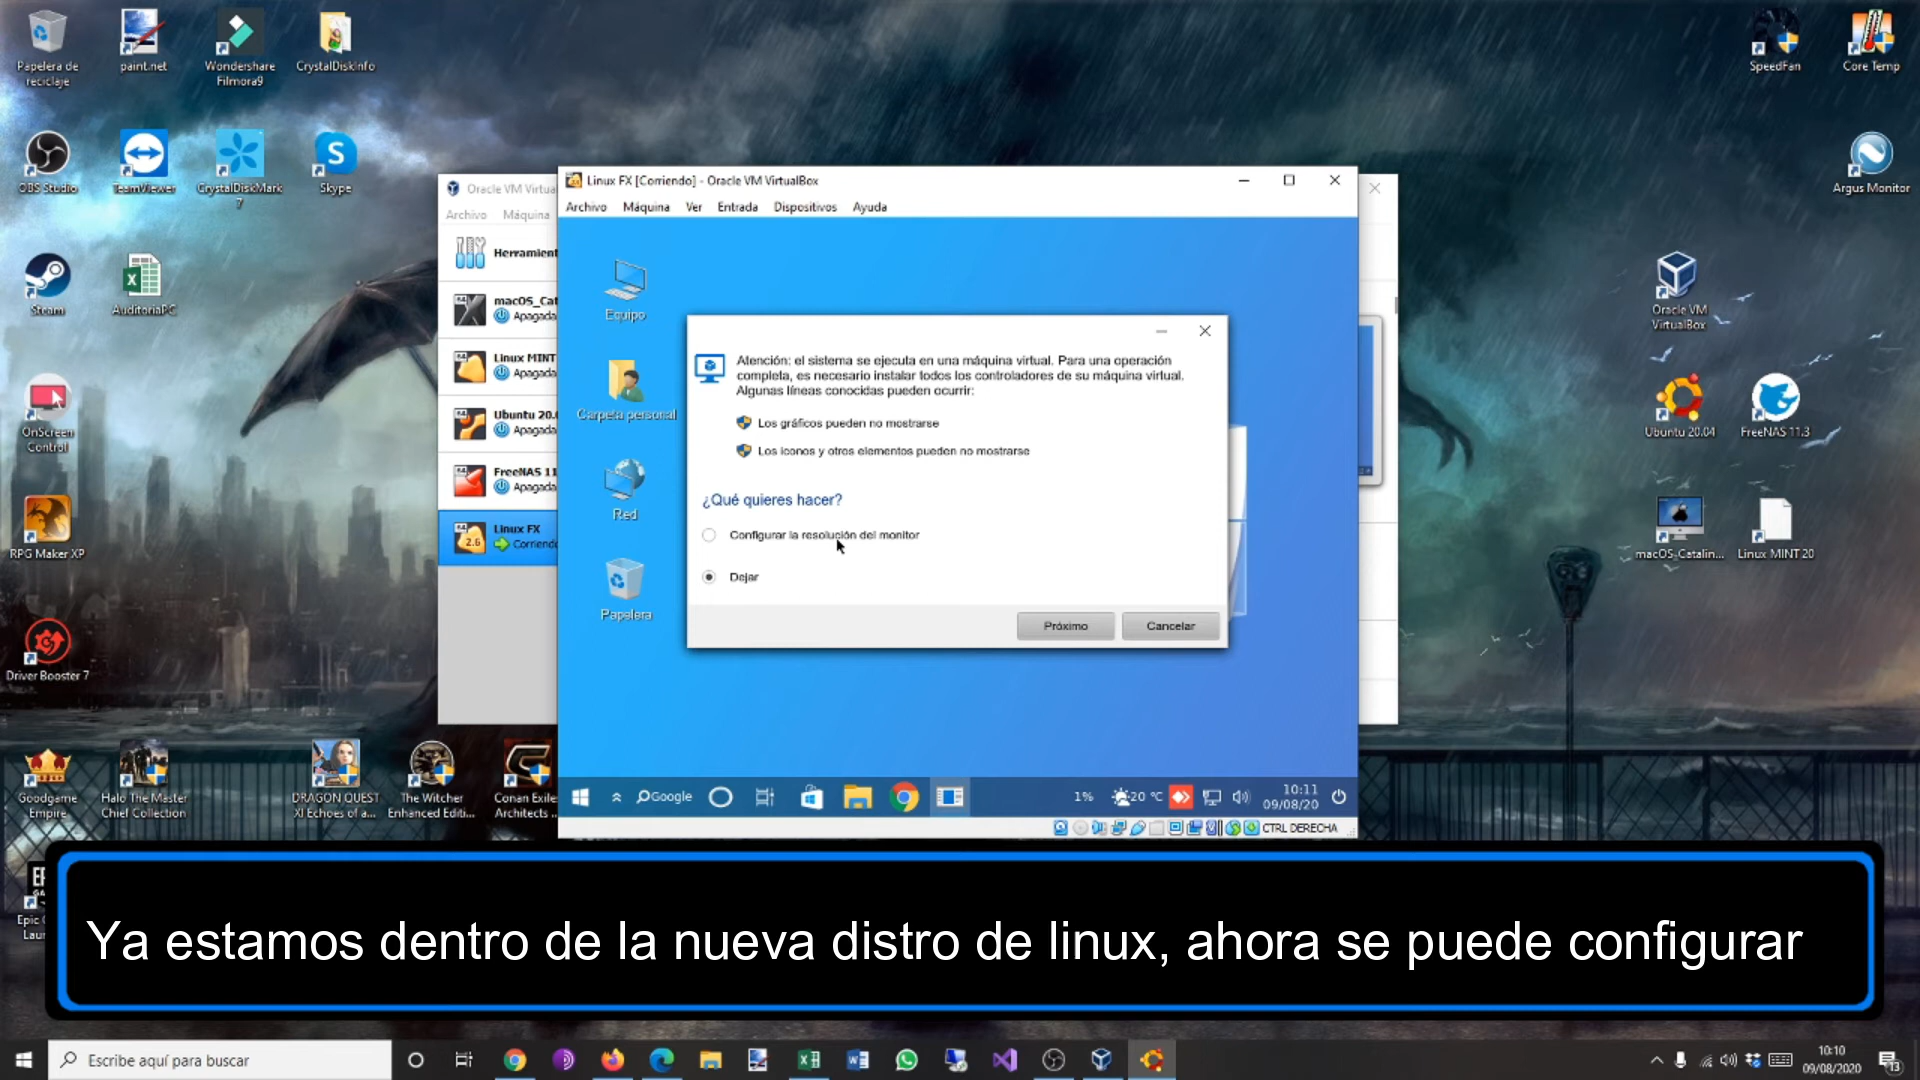 Papelera de
reciclaje
paint.net
Wondershare
Filmora9
CrystalDiskInfo
SpeedFan
Core Temp
OBS Studio
TeamViewer
CrystalDiskMark
7
Skype
Argus Monitor
Steam
AuditoriaPC
Oracle VM
VirtualBox
OnScreen
Control
Ubuntu 20.04
FreeNAS 11.3
RPG Maker XP
macOS_Catalin...
Linux MINT 20
Driver Booster 7
Goodgame
Empire
Halo The Master
Chief Collection
DRAGON QUEST
XI Echoes of a...
The Witcher
Enhanced Editi...
Conan Exile
Architects ..
Epic
Lau
Oracle VM Virtua
Archivo Máquina
Herramient
macOS_Cat
Apagada
Linux MINT
Apagada
Ubuntu 20.
Apagada
FreeNAS 11
Apagada
Linux FX
Corriendo
2.6
Linux FX [Corriendo] - Oracle VM VirtualBox
Archivo Máquina Ver Entrada Dispositivos Ayuda
Equipo
Carpeta personal
Red
Papelera
Atención: el sistema se ejecuta en una máquina virtual. Para una operación
completa, es necesario instalar todos los controladores de su máquina virtual.
Algunas líneas conocidas pueden ocurrir:
Los gráficos pueden no mostrarse
Los iconos y otros elementos pueden no mostrarse
¿Qué quieres hacer?
Configurar la resolución del monitor
Dejar
Próximo Cancelar
Google
1%
20 ºC
10:11
09/08/20
CTRL DERECHA
Ya estamos dentro de la nueva distro de linux, ahora se puede configurar
Escribe aquí para buscar
10:10
09/08/2020
13